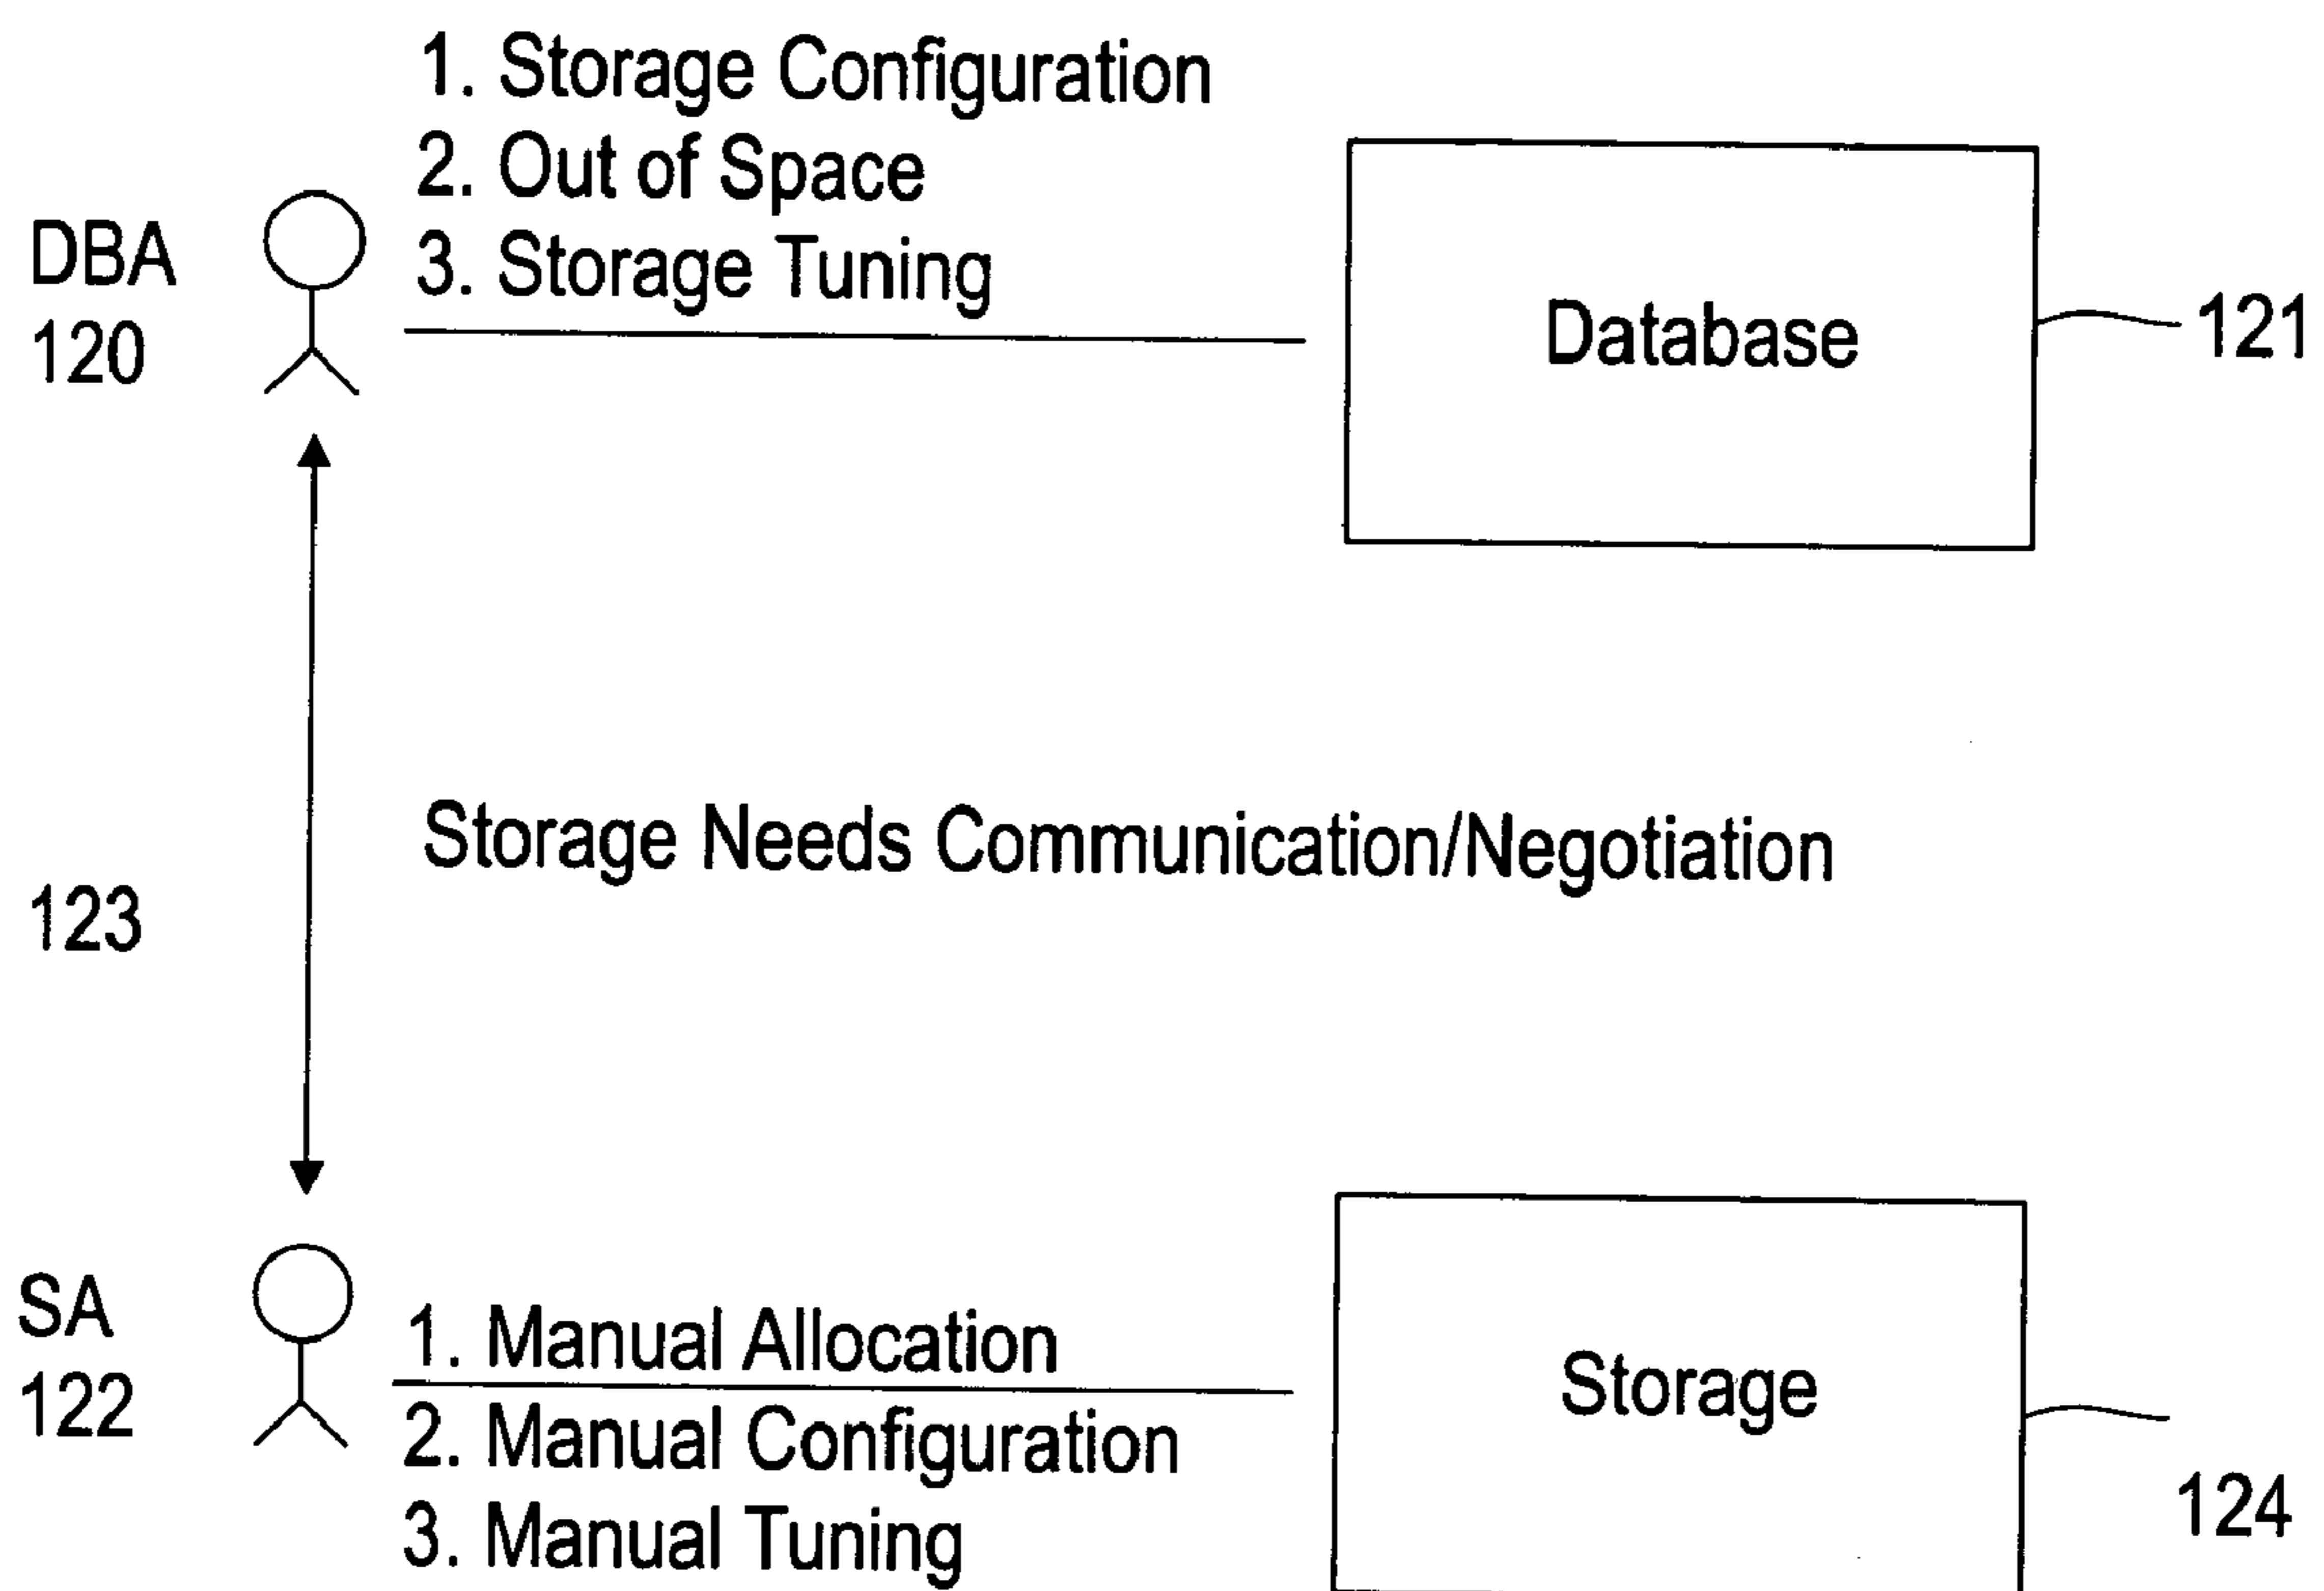 1. Storage Configuration
2. Out of Space
3. Storage Tuning
DBA
120
Database
121
Storage Needs Communication/Negotiation
123
SA
122
1. Manual Allocation
2. Manual Configuration
3. Manual Tuning
Storage
124